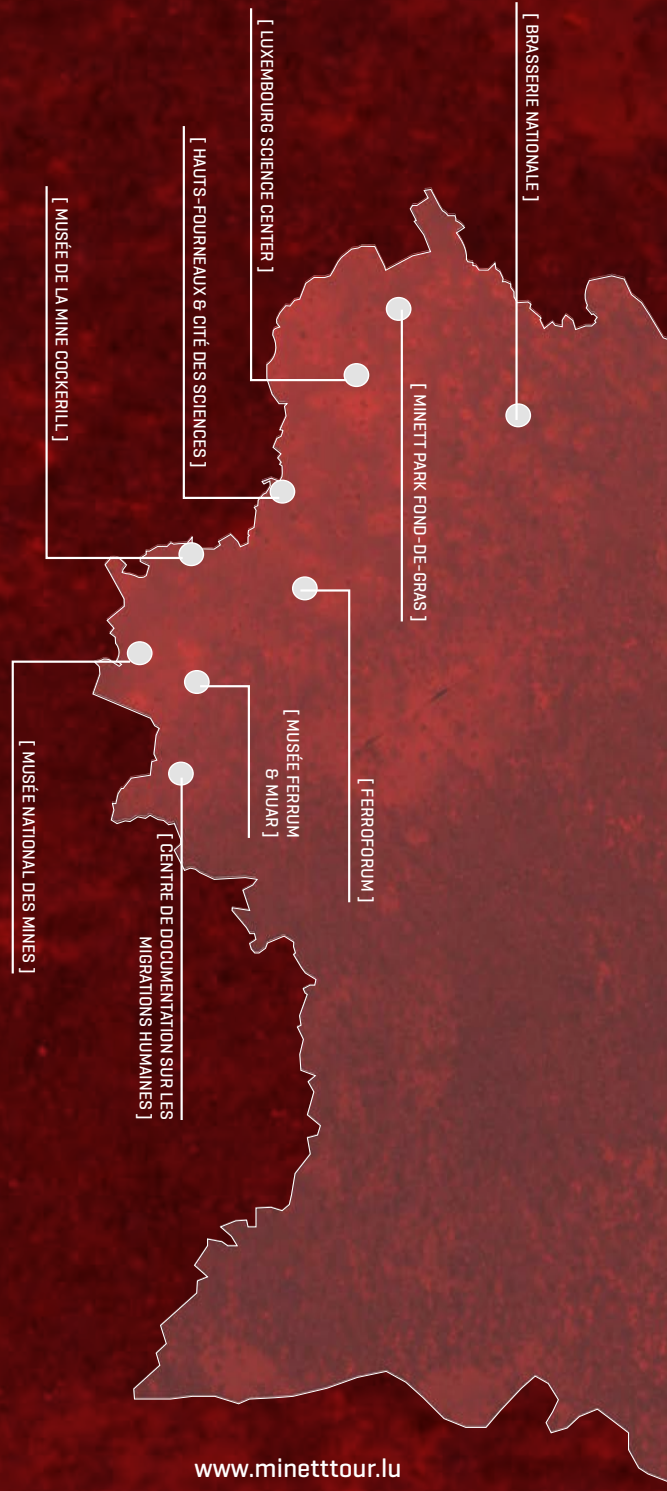 [ BRASSERIE NATIONALE ]
[ LUXEMBOURG SCIENCE CENTER ]
[ HAUTS-FOURNEAUX & CITÉ DES SCIENCES ]
[ MUSÉE DE LA MINE COCKERILL ]
[ MINETT PARK FOND-DE-GRAS ]
[ FERROFORUM ]
[ MUSÉE FERRUM
& MUAR ]
[ CENTRE DE DOCUMENTATION SUR LES
MIGRATIONS HUMAINES ]
[ MUSÉE NATIONAL DES MINES ]
www.minetttour.lu